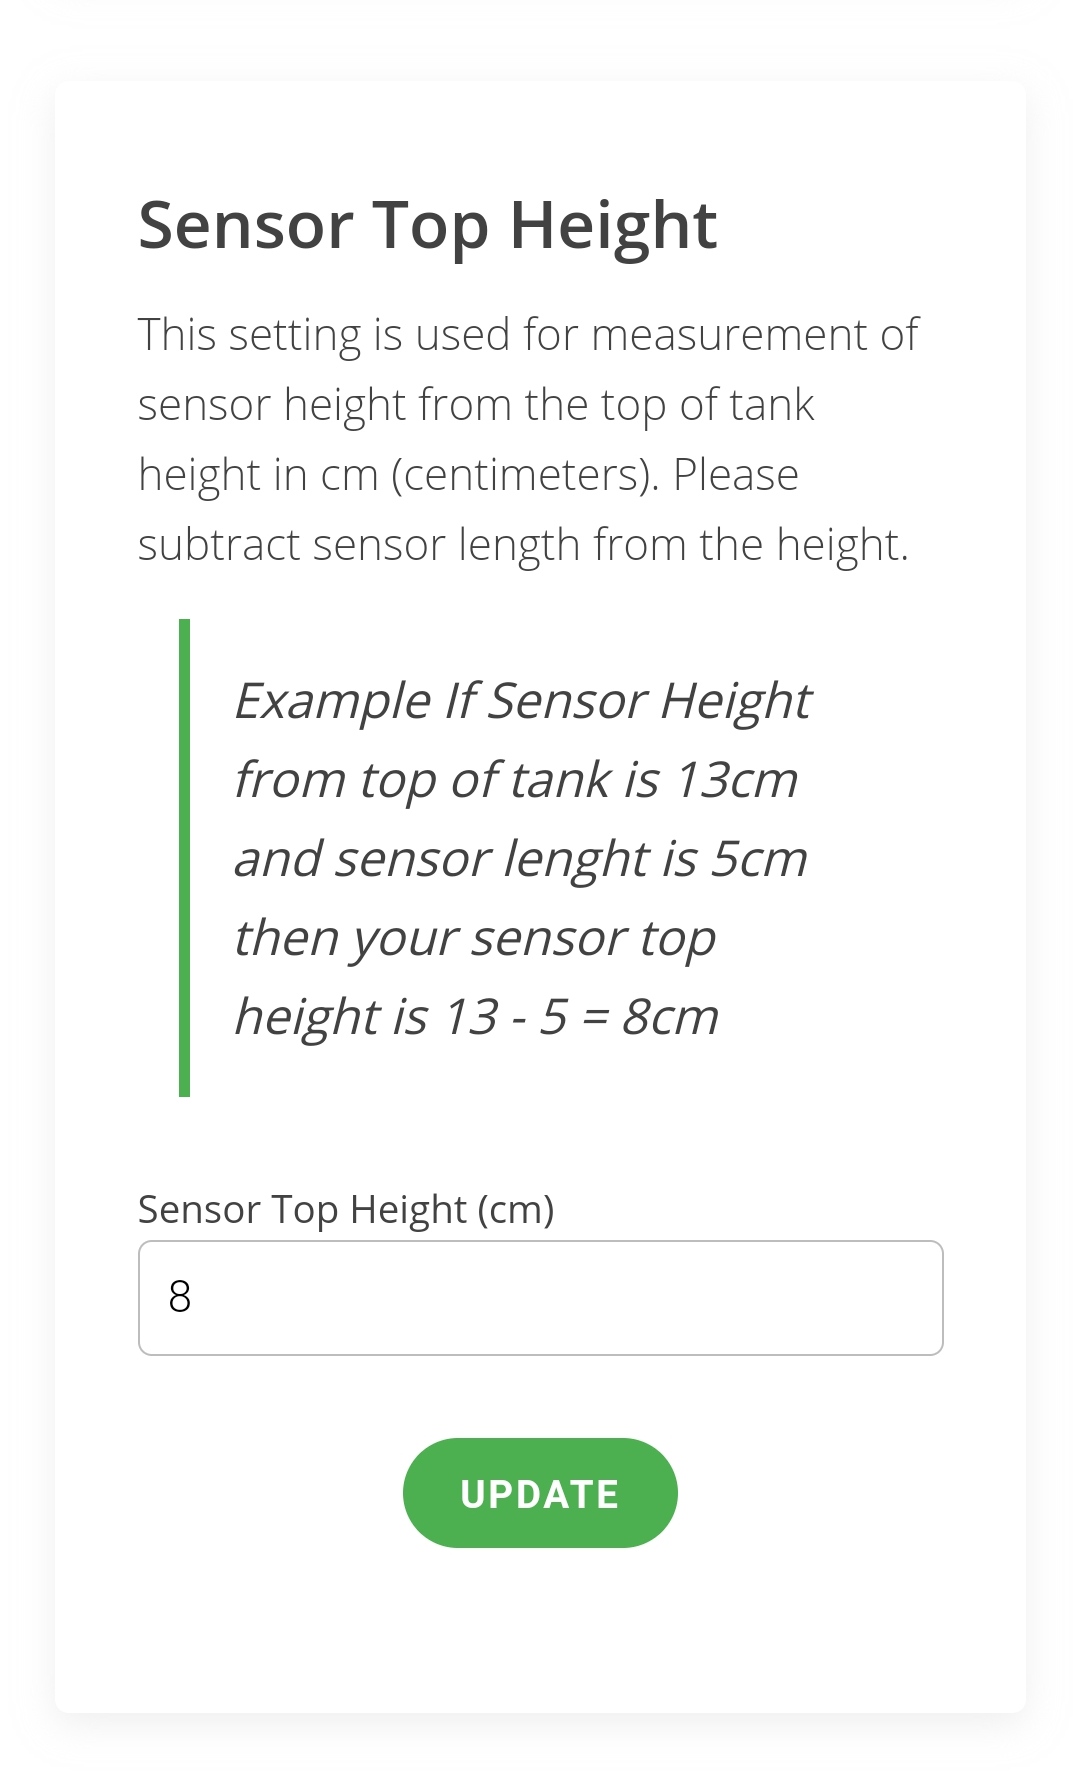 Sensor Top Height
This setting is used for measurement of
sensor height from the top of tank
height in cm (centimeters). Please
subtract sensor length from the height.
Example If Sensor Height
from top of tank is 13cm
and sensor lenght is 5cm
then your sensor top
height is 13 - 5 = 8cm
Sensor Top Height (cm)
8
UPDATE